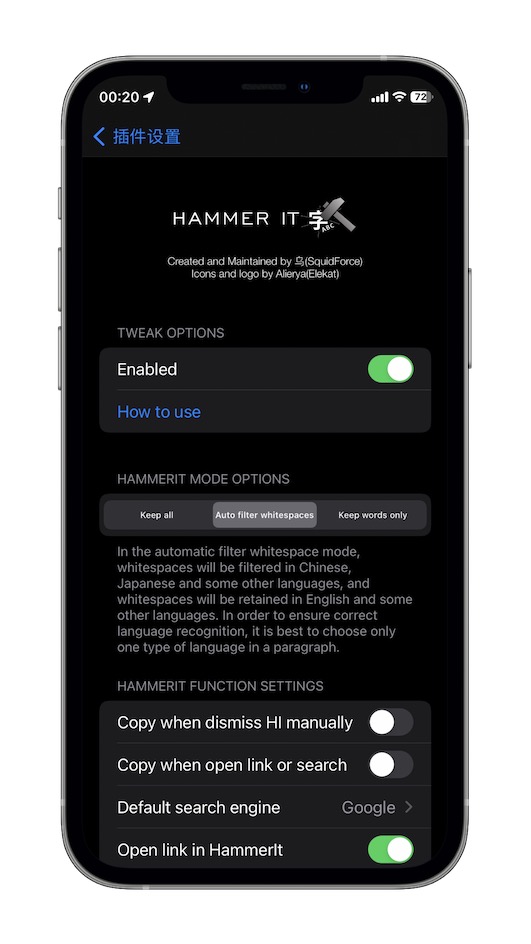 00:20
72
插件设置
HAMMER IT 字
ABC
Created and Maintained by 乌(SquidForce)
Icons and logo by Alierya(Elekat)
TWEAK OPTIONS
Enabled
How to use
HAMMERIT MODE OPTIONS
Keep all
Auto filter whitespaces
Keep words only
In the automatic filter whitespace mode,
whitespaces will be filtered in Chinese,
Japanese and some other languages, and
whitespaces will be retained in English and some
other languages. In order to ensure correct
language recognition, it is best to choose only
one type of language in a paragraph.
HAMMERIT FUNCTION SETTINGS
Copy when dismiss HI manually
Copy when open link or search
Default search engine Google
Open link in HammerIt